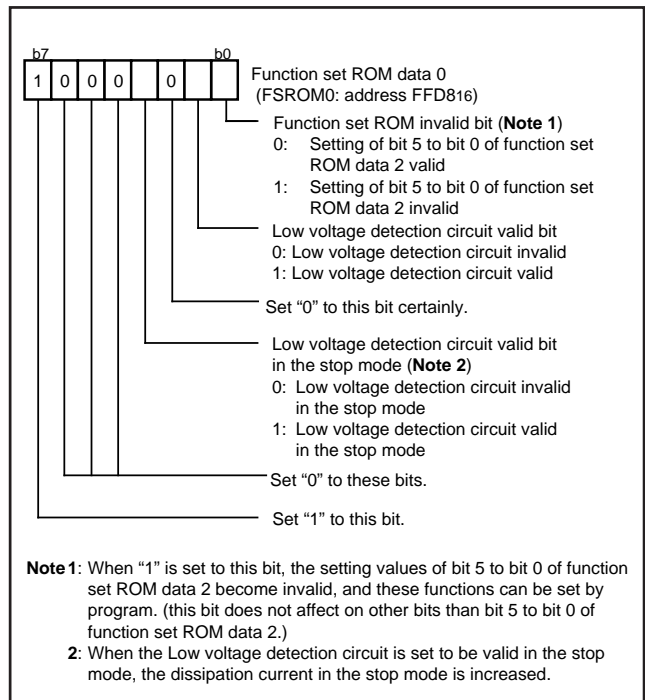 b7 b0
1 0 0 0 0
Function set ROM data 0
(FSROM0: address FFD816)
Function set ROM invalid bit (Note 1)
0: Setting of bit 5 to bit 0 of function set
ROM data 2 valid
1: Setting of bit 5 to bit 0 of function set
ROM data 2 invalid
Low voltage detection circuit valid bit
0: Low voltage detection circuit invalid
1: Low voltage detection circuit valid
Set “0” to this bit certainly.
Low voltage detection circuit valid bit
in the stop mode (Note 2)
0: Low voltage detection circuit invalid
in the stop mode
1: Low voltage detection circuit valid
in the stop mode
Set “0” to these bits.
Set “1” to this bit.
Note 1: When “1” is set to this bit, the setting values of bit 5 to bit 0 of function
set ROM data 2 become invalid, and these functions can be set by
program. (this bit does not affect on other bits than bit 5 to bit 0 of
function set ROM data 2.)
2: When the Low voltage detection circuit is set to be valid in the stop
mode, the dissipation current in the stop mode is increased.